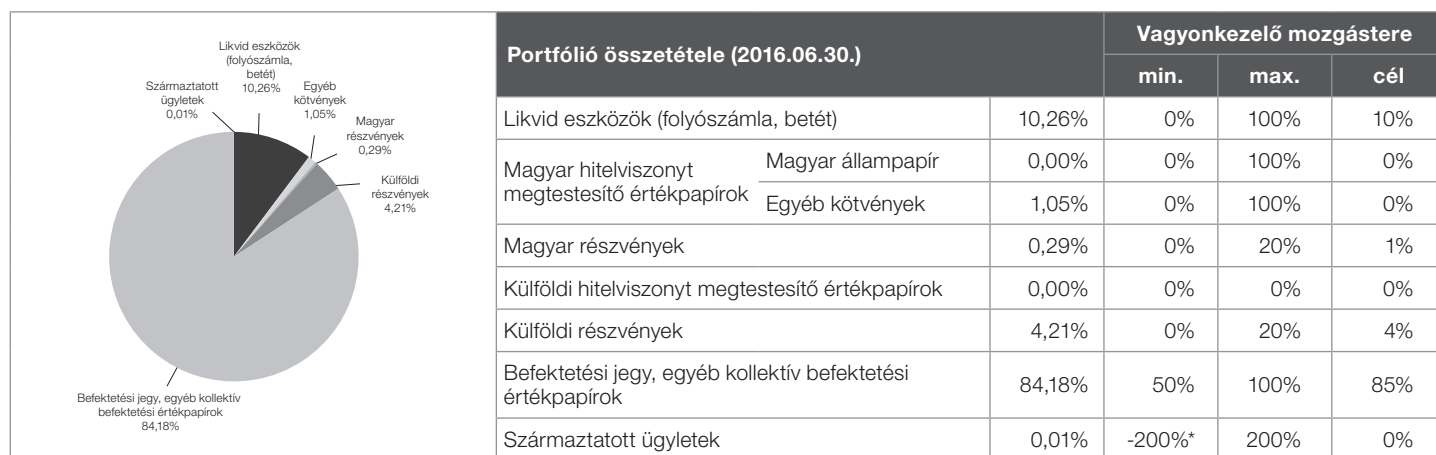 Likvid eszközök
(folyószámla,
betét)
10,26%
Származtatott
ügyletek
0,01%
Egyéb
kötvények
1,05%
Magyar
részvények
0,29%
Külföldi
részvények
4,21%
Befektetési jegy, egyéb kollektív
befektetési értékpapírok
84,18%
Portfólió összetétele (2016.06.30.) Vagyonkezelő mozgástere
min. max. cél
Likvid eszközök (folyószámla, betét) 10,26% 0% 100% 10%
Magyar hitelviszonyt
megtestesítő értékpapírok
Magyar állampapír 0,00% 0% 100% 0%
Egyéb kötvények 1,05% 0% 100% 0%
Magyar részvények 0,29% 0% 20% 1%
Külföldi hitelviszonyt megtestesítő értékpapírok 0,00% 0% 0% 0%
Külföldi részvények 4,21% 0% 20% 4%
Befektetési jegy, egyéb kollektív befektetési
értékpapírok 84,18% 50% 100% 85%
Származtatott ügyletek 0,01% -200%* 200% 0%